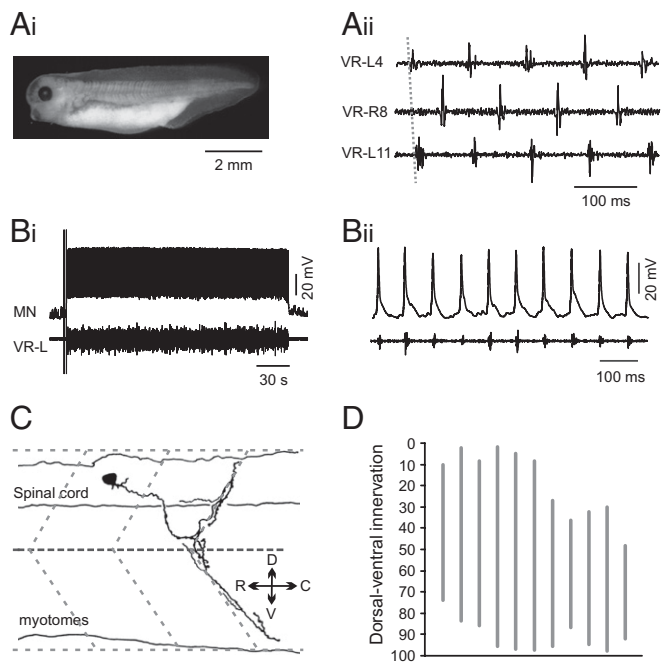 Ai
2 mm
Aii
VR-L4
VR-R8
VR-L11
100 ms
Bi
MN
VR-L
20 mV
30 s
Bii
20 mV
100 ms
C
Spinal cord
D
R C
V
myotomes
D
Dorsal-ventral innervation
0
10
20
30
40
50
60
70
80
90
100